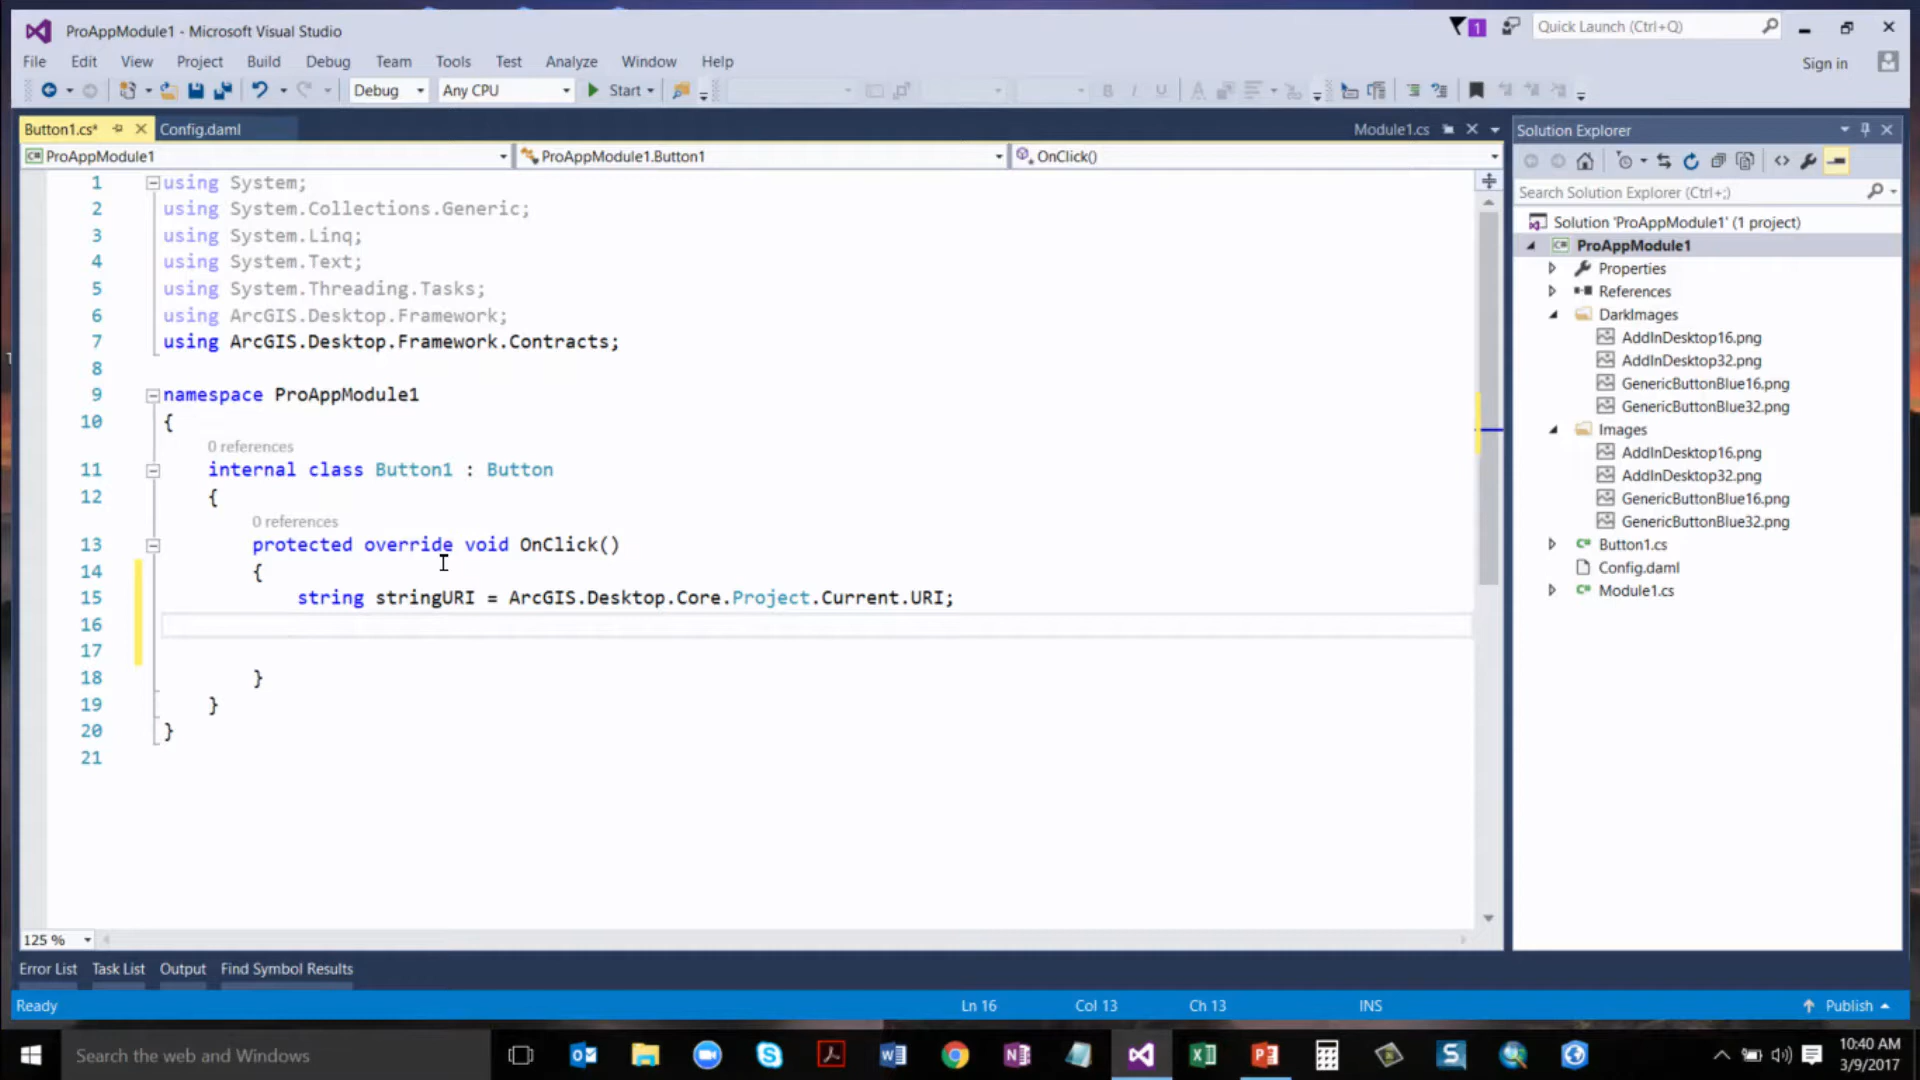 ProAppModule1 - Microsoft Visual Studio
1
Quick Launch (Ctrl+Q)
File Edit View Project Build Debug Team Tools Test Analyze Window Help
Sign in
Debug Any CPU Start
Button1.cs* Config.daml Module1.cs
ProAppModule1 ProAppModule1.Button1 OnClick()
1 using System;
2 using System.Collections.Generic;
3 using System.Linq;
4 using System.Text;
5 using System.Threading.Tasks;
6 using ArcGIS.Desktop.Framework;
7 using ArcGIS.Desktop.Framework.Contracts;
8
9 namespace ProAppModule1
10 {
0 references
11 internal class Button1 : Button
12 {
0 references
13 protected override void OnClick()
14 {
15 string stringURI = ArcGIS.Desktop.Core.Project.Current.URI;
16
17
18 }
19 }
20 }
21
125 %
Solution Explorer
Search Solution Explorer (Ctrl+;)
Solution 'ProAppModule1' (1 project)
ProAppModule1
Properties
References
DarkImages
AddInDesktop16.png
AddInDesktop32.png
GenericButtonBlue16.png
GenericButtonBlue32.png
Images
AddInDesktop16.png
AddInDesktop32.png
GenericButtonBlue16.png
GenericButtonBlue32.png
Button1.cs
Config.daml
Module1.cs
Error List Task List Output Find Symbol Results
Ready Ln 16 Col 13 Ch 13 INS Publish
Search the web and Windows
10:40 AM
3/9/2017